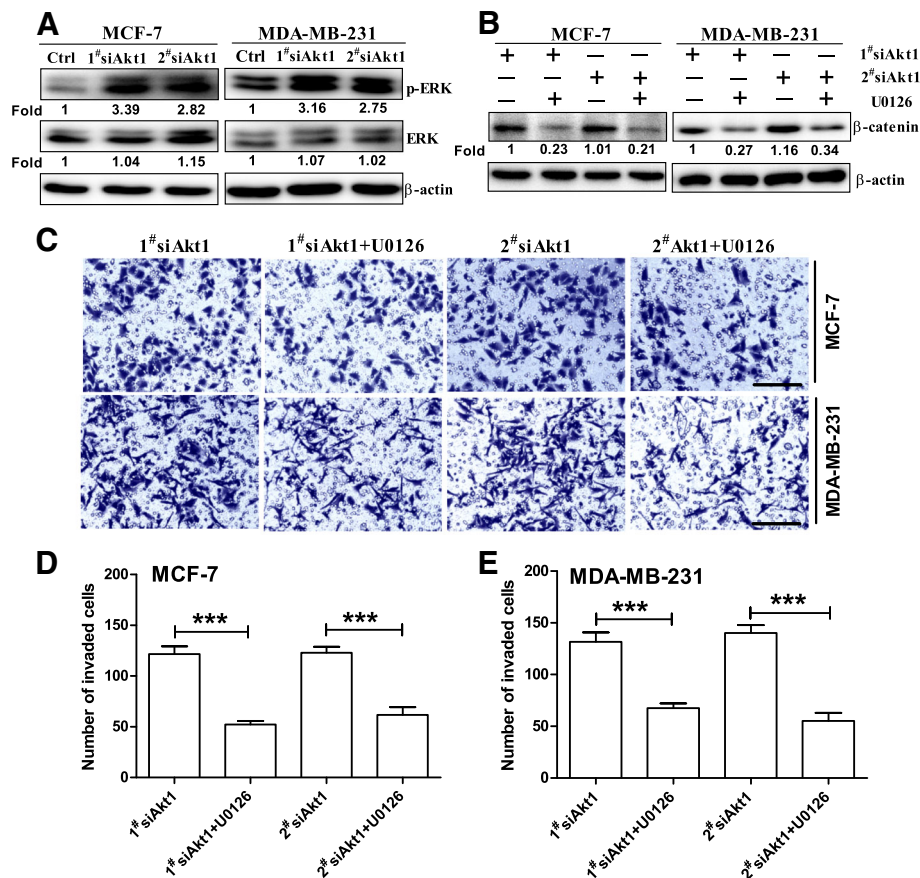 A
MCF-7
MDA-MB-231
Ctrl 1#siAkt1 2#siAkt1
Ctrl 1#siAkt1 2#siAkt1
p-ERK
Fold 1 3.39 2.82
1 3.16 2.75
ERK
Fold 1 1.04 1.15
1 1.07 1.02
β-actin
B
MCF-7
MDA-MB-231
+ + − − + + − − 1#siAkt1
− − + + − − + + 2#siAkt1
− + − + − + − + U0126
β-catenin
Fold 1 0.23 1.01 0.21
1 0.27 1.16 0.34
β-actin
C
1#siAkt1
1#siAkt1+U0126
2#siAkt1
2#Akt1+U0126
MCF-7
MDA-MB-231
D
MCF-7
Number of invaded cells
200
150
100
50
0
***
***
1#siAkt1
1#siAkt1+U0126
2#siAkt1
2#siAkt1+U0126
E
MDA-MB-231
Number of invaded cells
200
150
100
50
0
***
***
1#siAkt1
1#siAkt1+U0126
2#siAkt1
2#siAkt1+U0126